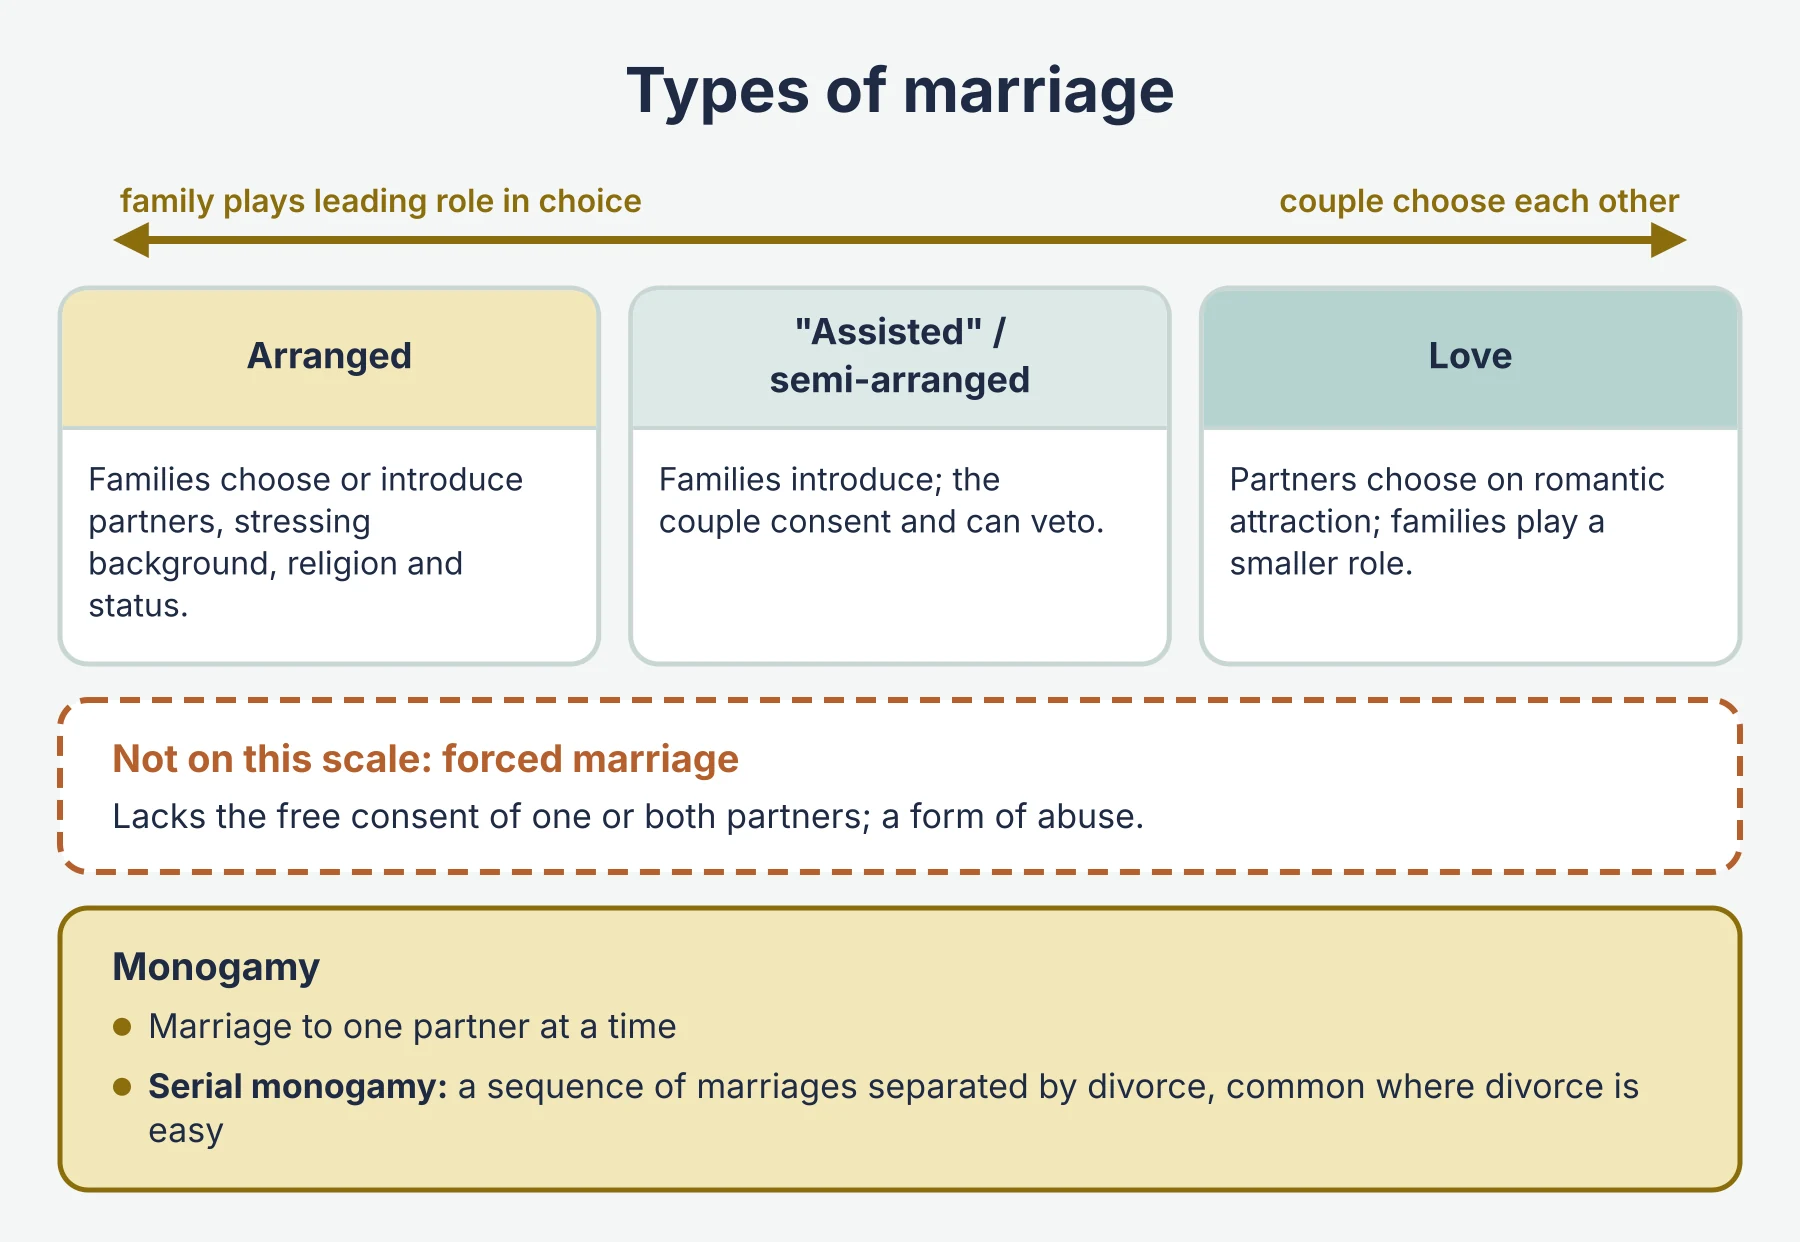 Types of marriage
family plays leading role in choice
couple choose each other
Arranged
Families choose or introduce
partners, stressing
background, religion and
status.
"Assisted" /
semi-arranged
Families introduce; the
couple consent and can veto.
Love
Partners choose on romantic
attraction; families play a
smaller role.
Not on this scale: forced marriage
Lacks the free consent of one or both partners; a form of abuse.
Monogamy
Marriage to one partner at a time
Serial monogamy: a sequence of marriages separated by divorce, common where divorce is
easy